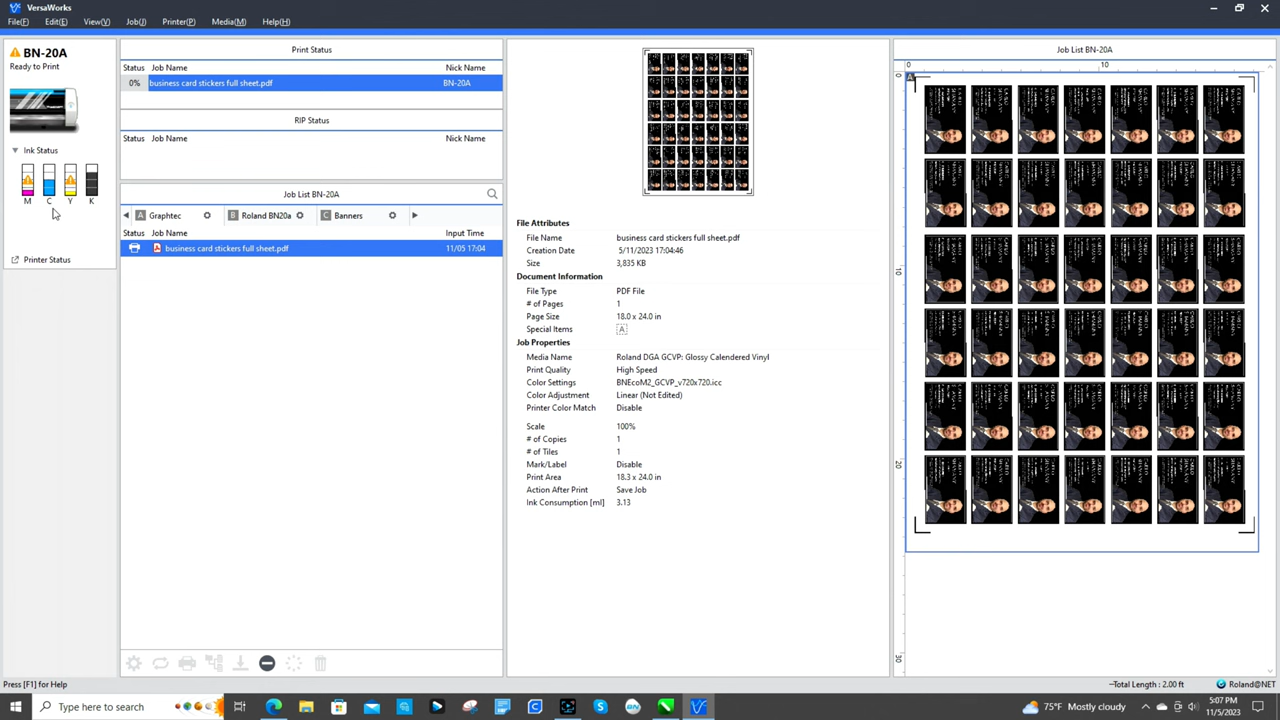 VersaWorks
File(F) Edit(E) View(V) Job(J) Printer(P) Media(M) Help(H)
BN-20A
Ready to Print
Ink Status
M C Y K
Printer Status
Print Status
Status Job Name Nick Name
0% business card stickers full sheet.pdf BN-20A
RIP Status
Status Job Name Nick Name
Job List BN-20A
A Graphtec B Roland BN20a C Banners
Status Job Name Input Time
business card stickers full sheet.pdf 11/05 17:04
File Attributes
File Name business card stickers full sheet.pdf
Creation Date 5/11/2023 17:04:46
Size 3,835 KB
Document Information
File Type PDF File
# of Pages 1
Page Size 18.0 x 24.0 in
Special Items A
Job Properties
Media Name Roland DGA GCVP: Glossy Calendered Vinyl
Print Quality High Speed
Color Settings BNEcoM2_GCVP_v720x720.icc
Color Adjustment Linear (Not Edited)
Printer Color Match Disable
Scale 100%
# of Copies 1
# of Tiles 1
Mark/Label Disable
Print Area 18.3 x 24.0 in
Action After Print Save Job
Ink Consumption [ml] 3.13
Job List BN-20A
0 10
0
A
10
20
30
Press [F1] for Help
Total Length : 2.00 ft Roland@NET
Type here to search
75°F Mostly cloudy
5:07 PM
11/5/2023